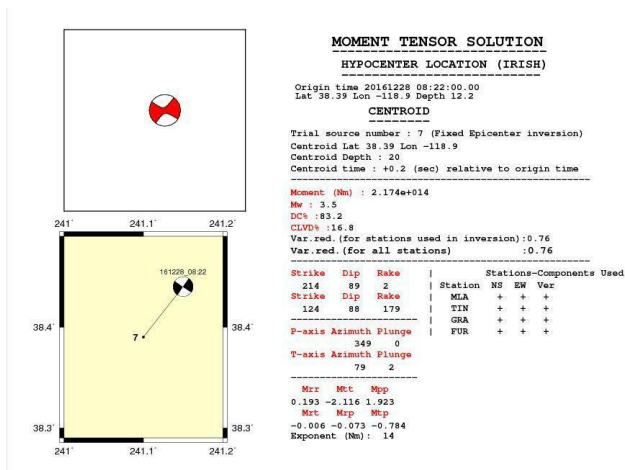 MOMENT TENSOR SOLUTION
HYPOCENTER LOCATION (IRISH)
Origin time 20161228 08:22:00.00
Lat 38.39 Lon −118.9 Depth 12.2
CENTROID
Trial source number : 7 (Fixed Epicenter inversion)
Centroid Lat 38.39 Lon −118.9
Centroid Depth : 20
Centroid time : +0.2 (sec) relative to origin time
Moment (Nm) : 2.174e+014
Mw : 3.5
DC% :83.2
CLVD% :16.8
Var.red.(for stations used in inversion):0.76
Var.red.(for all stations) :0.76
Strike Dip Rake
214 89 2
Strike Dip Rake
124 88 179
P-axis Azimuth Plunge
349 0
T-axis Azimuth Plunge
79 2
Mrr Mtt Mpp
0.193 −2.116 1.923
Mrt Mrp Mtp
−0.006 −0.073 −0.784
Exponent (Nm): 14
Stations-Components Used
Station NS EW Ver
MLA + + +
TIN + + +
GRA + + +
FUR + + +
241˚ 241.1˚ 241.2˚
161228_08:22
38.4˚ 38.4˚
7
38.3˚ 38.3˚
241˚ 241.1˚ 241.2˚